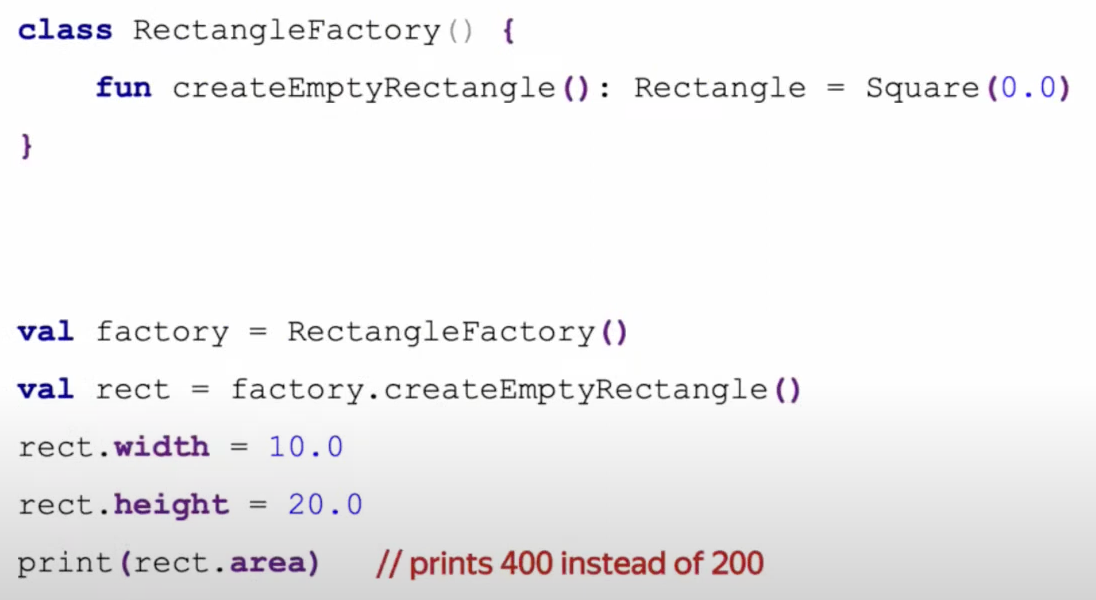 class RectangleFactory() {
    fun createEmptyRectangle(): Rectangle = Square(0.0)
}
val factory = RectangleFactory()
val rect = factory.createEmptyRectangle()
rect.width = 10.0
rect.height = 20.0
print(rect.area)   // prints 400 instead of 200